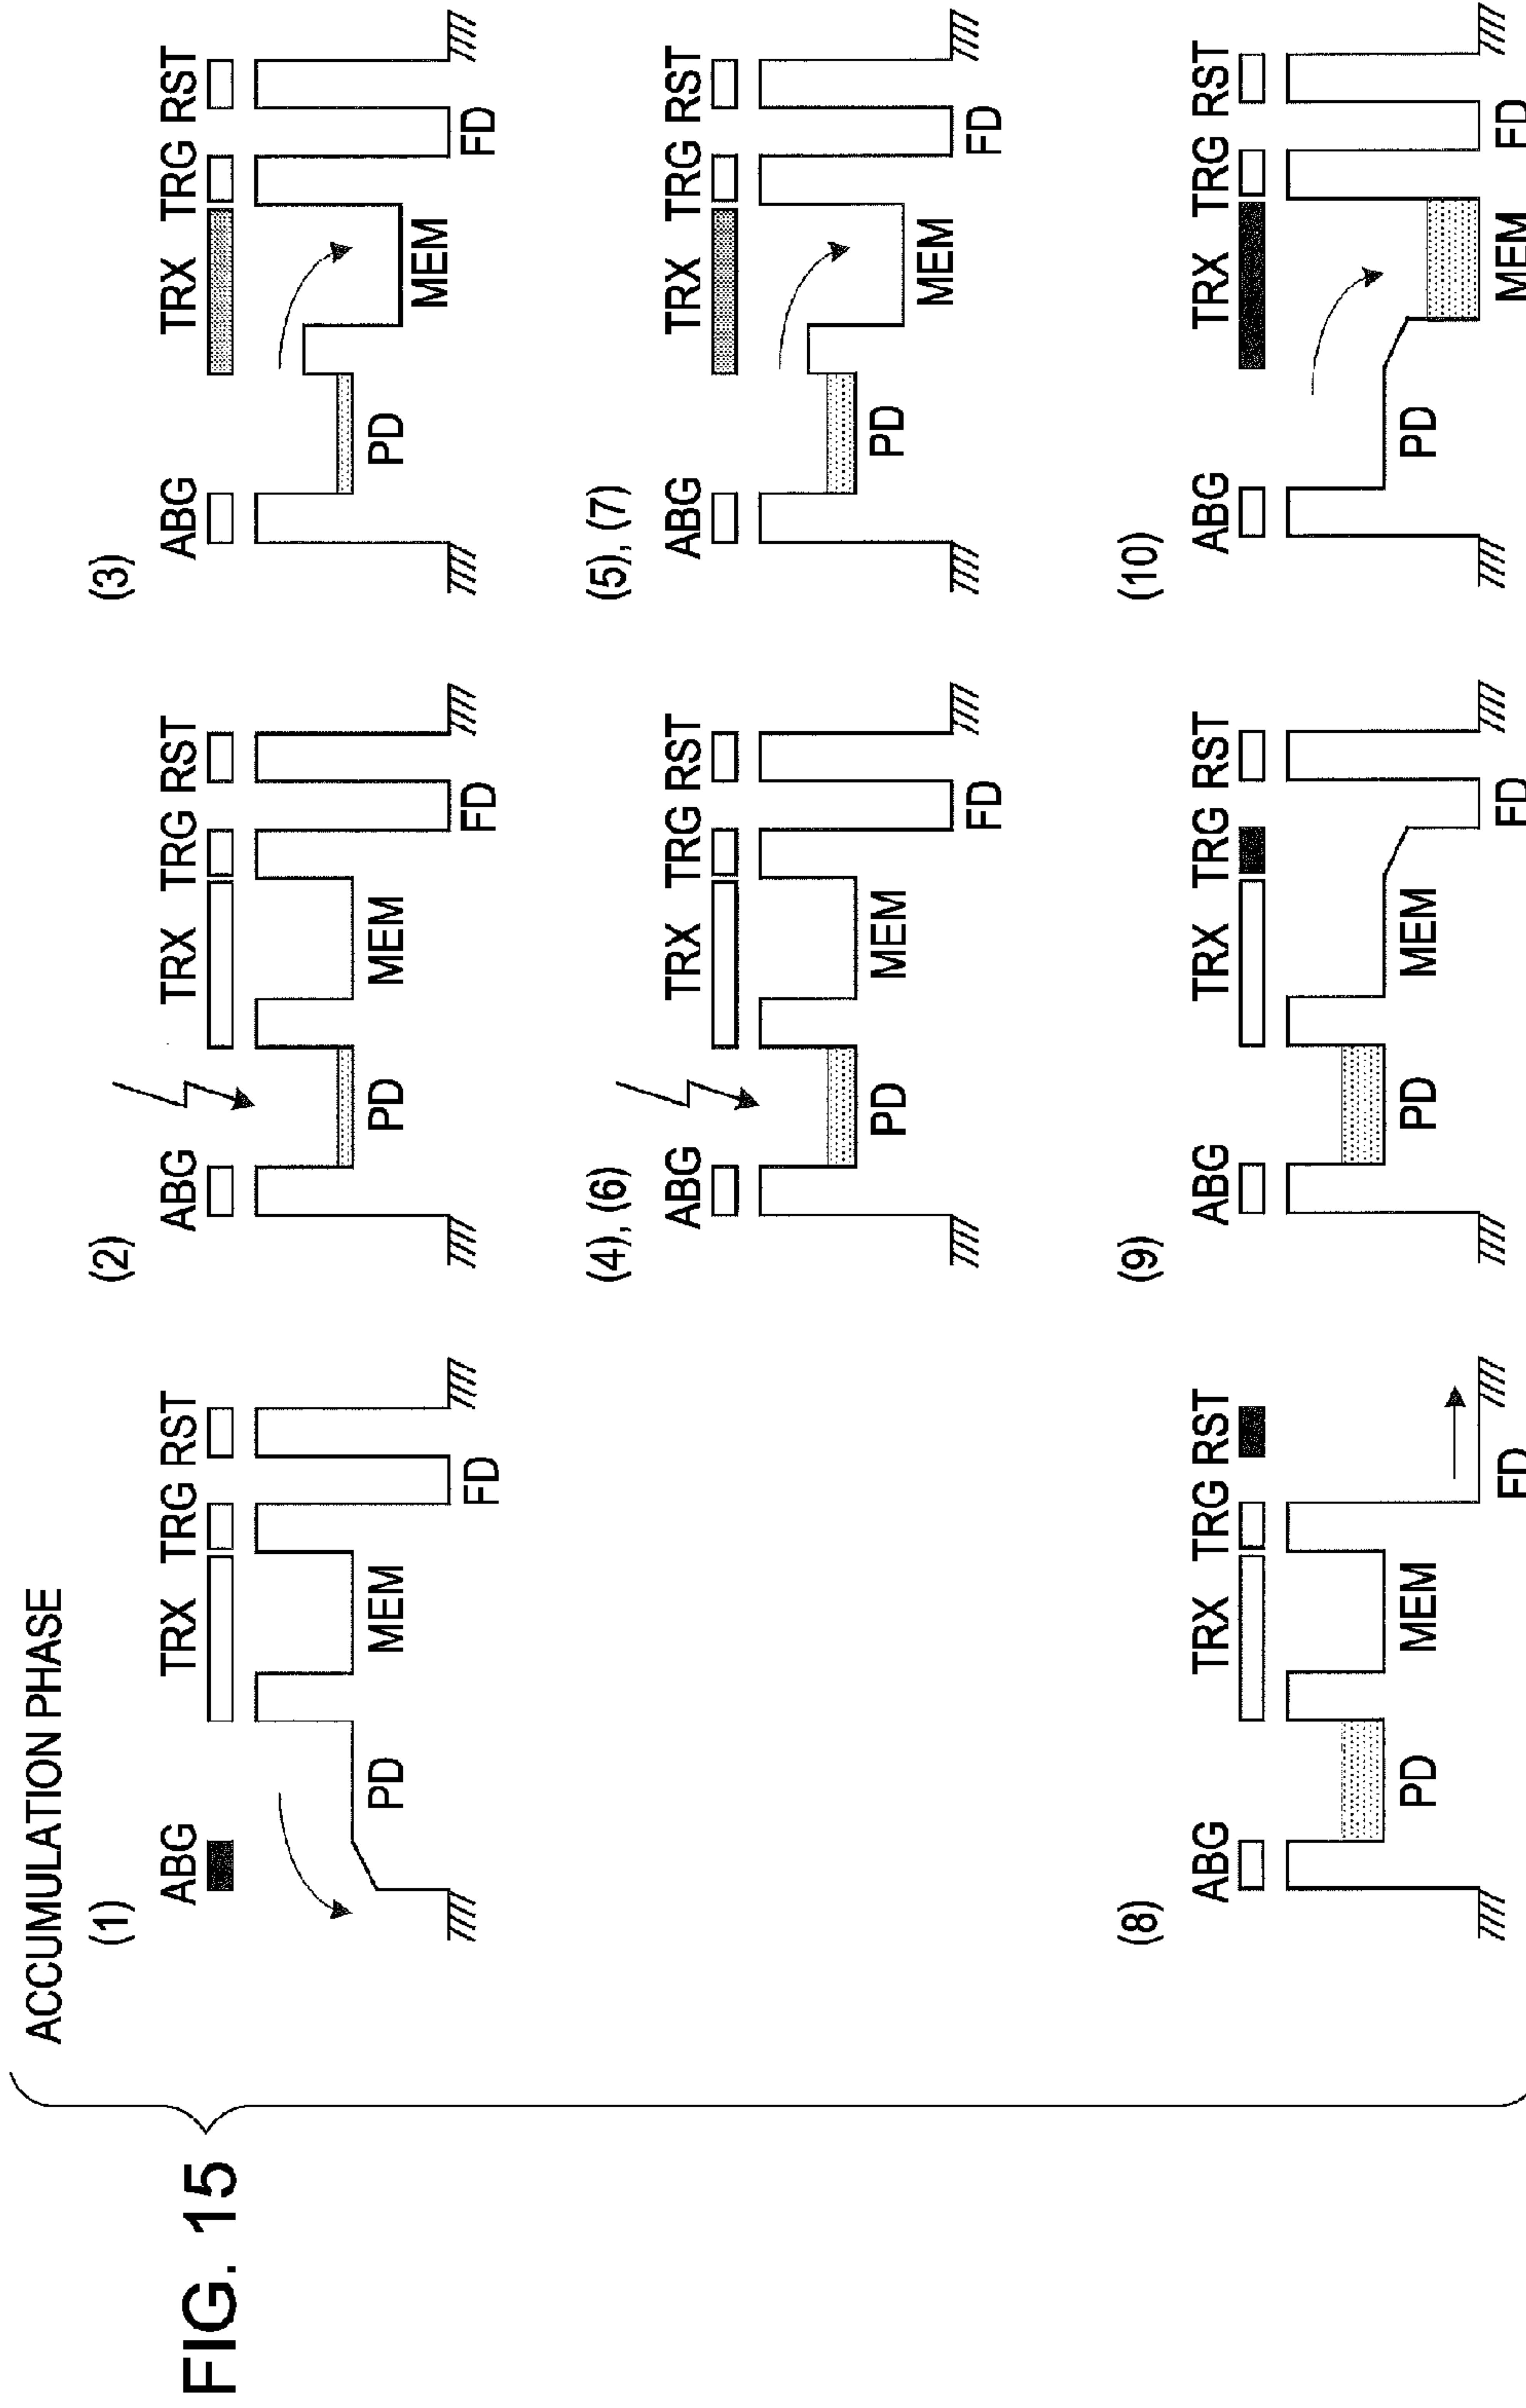 FIG. 15
ACCUMULATION PHASE
(1)
ABG TRX TRG RST
PD MEM FD
(2)
ABG TRX TRG RST
PD MEM FD
(3)
ABG TRX TRG RST
PD MEM FD
(4), (6)
ABG TRX TRG RST
PD MEM FD
(5), (7)
ABG TRX TRG RST
PD MEM FD
(8)
ABG TRX TRG RST
PD MEM FD
(9)
ABG TRX TRG RST
PD MEM FD
(10)
ABG TRX TRG RST
PD MEM FD